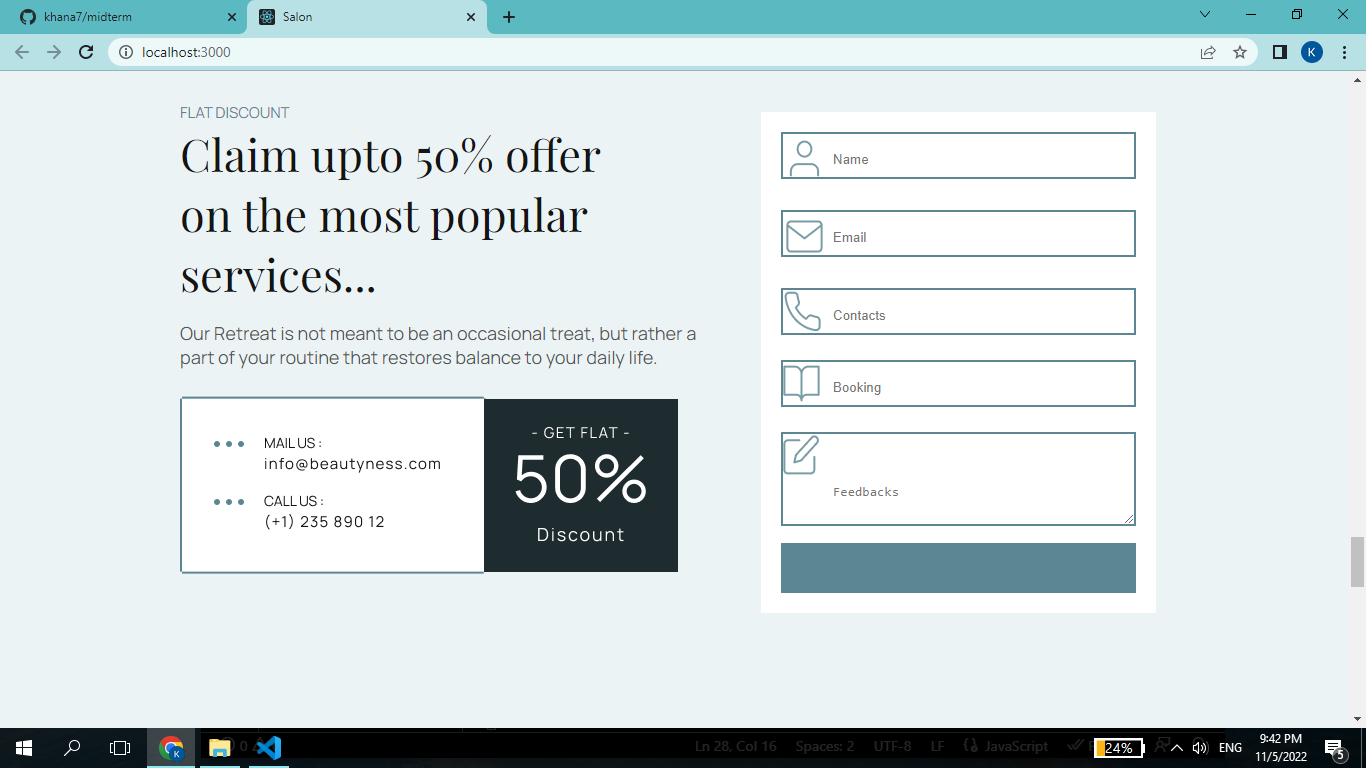 khana7/midterm
Salon
localhost:3000
K
FLAT DISCOUNT
Claim upto 50% offer
on the most popular
services...
Our Retreat is not meant to be an occasional treat, but rather a
part of your routine that restores balance to your daily life.
MAIL US :
info@beautyness.com
CALL US :
(+1) 235 890 12
- GET FLAT -
50%
Discount
Name
Email
Contacts
Booking
Feedbacks
K
0
Ln 28, Col 16
Spaces: 2
UTF-8
LF
JavaScript
24%
ENG
9:42 PM
11/5/2022
5